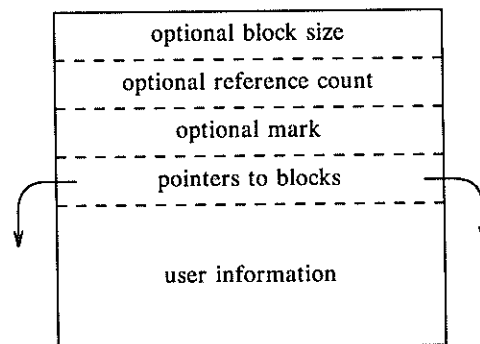 optional block size
optional reference count
optional mark
pointers to blocks
user information